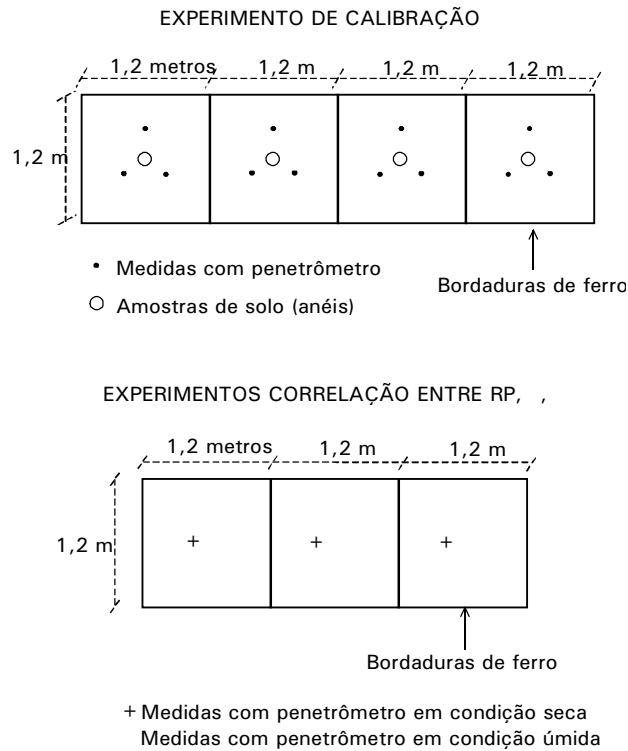 EXPERIMENTO DE CALIBRAÇÃO
1,2 metros 1,2 m 1,2 m 1,2 m
1,2 m
Medidas com penetrômetro
Amostras de solo (anéis)
Bordaduras de ferro
EXPERIMENTOS CORRELAÇÃO ENTRE RP, ,
1,2 metros 1,2 m 1,2 m
1,2 m
Bordaduras de ferro
+ Medidas com penetrômetro em condição seca
Medidas com penetrômetro em condição úmida